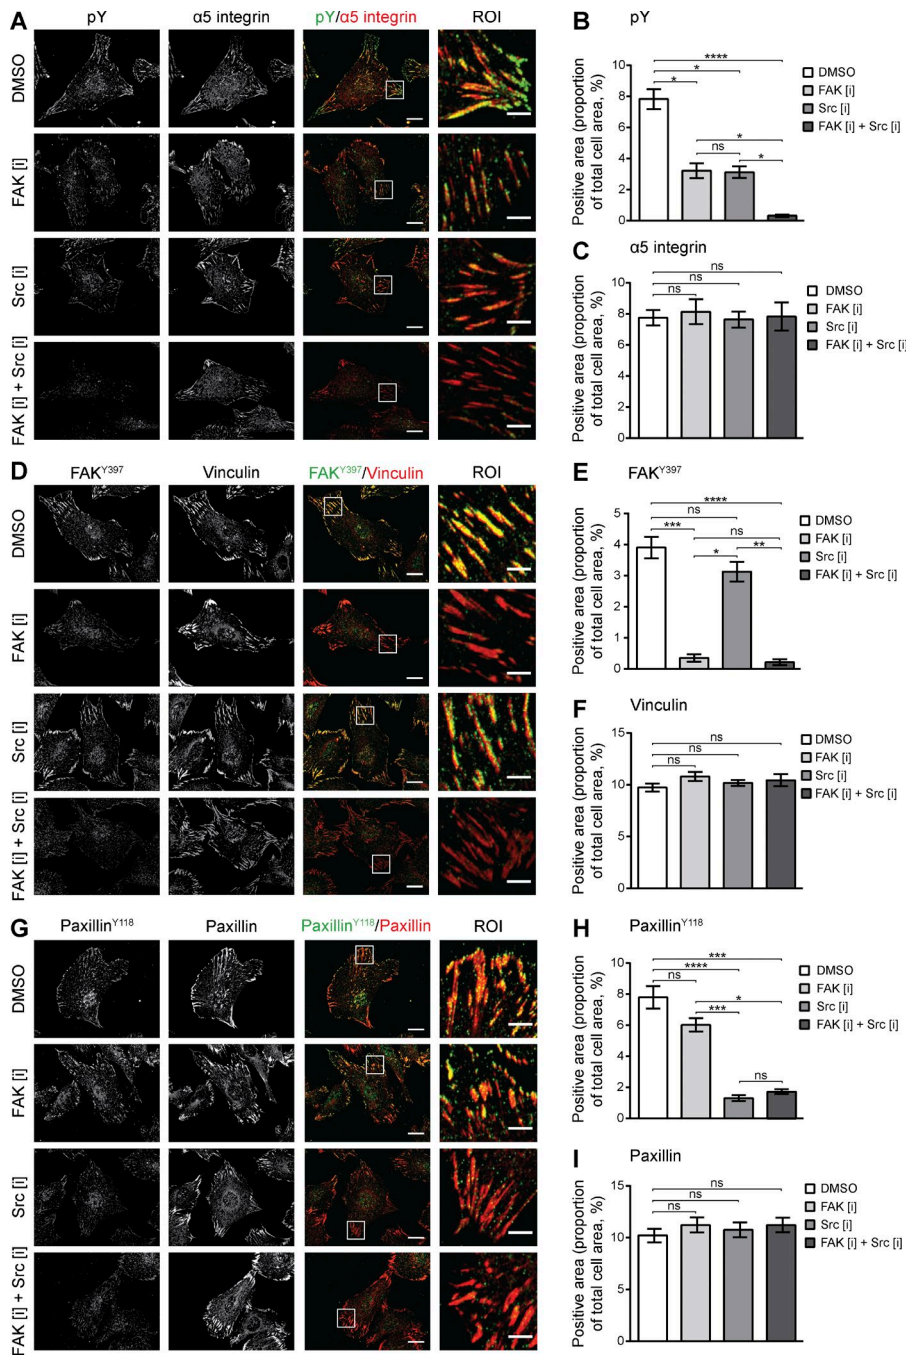 A pY α5 integrin pY/α5 integrin ROI
DMSO
FAK [i]
Src [i]
FAK [i] + Src [i]
B pY
Positive area (proportion
of total cell area, %)
10
8
6
4
2
0
****
*
*
*
ns
*
DMSO
FAK [i]
Src [i]
FAK [i] + Src [i]
C α5 integrin
Positive area (proportion
of total cell area, %)
10
8
6
4
2
0
ns
ns
ns
DMSO
FAK [i]
Src [i]
FAK [i] + Src [i]
D FAKY397 Vinculin FAKY397/Vinculin ROI
DMSO
FAK [i]
Src [i]
FAK [i] + Src [i]
E FAKY397
Positive area (proportion
of total cell area, %)
5
4
3
2
1
0
****
ns
*** ns
* **
DMSO
FAK [i]
Src [i]
FAK [i] + Src [i]
F Vinculin
Positive area (proportion
of total cell area, %)
15
10
5
0
ns
ns
ns
DMSO
FAK [i]
Src [i]
FAK [i] + Src [i]
G PaxillinY118 Paxillin PaxillinY118/Paxillin ROI
DMSO
FAK [i]
Src [i]
FAK [i] + Src [i]
H PaxillinY118
Positive area (proportion
of total cell area, %)
10
8
6
4
2
0
***
****
ns
*
***
ns
DMSO
FAK [i]
Src [i]
FAK [i] + Src [i]
I Paxillin
Positive area (proportion
of total cell area, %)
15
10
5
0
ns
ns
ns
DMSO
FAK [i]
Src [i]
FAK [i] + Src [i]